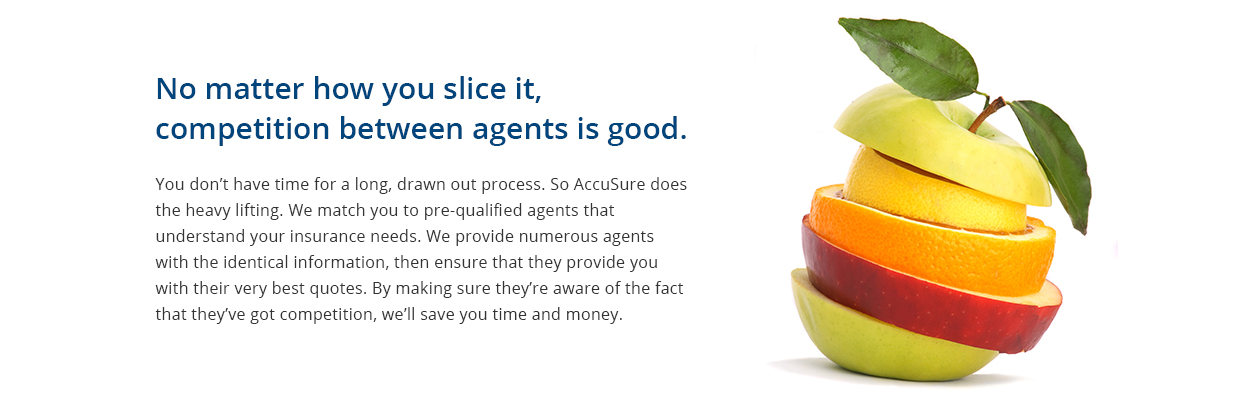 No matter how you slice it,
competition between agents is good.
You don’t have time for a long, drawn out process. So AccuSure does
the heavy lifting. We match you to pre-qualified agents that
understand your insurance needs. We provide numerous agents
with the identical information, then ensure that they provide you
with their very best quotes. By making sure they’re aware of the fact
that they’ve got competition, we’ll save you time and money.